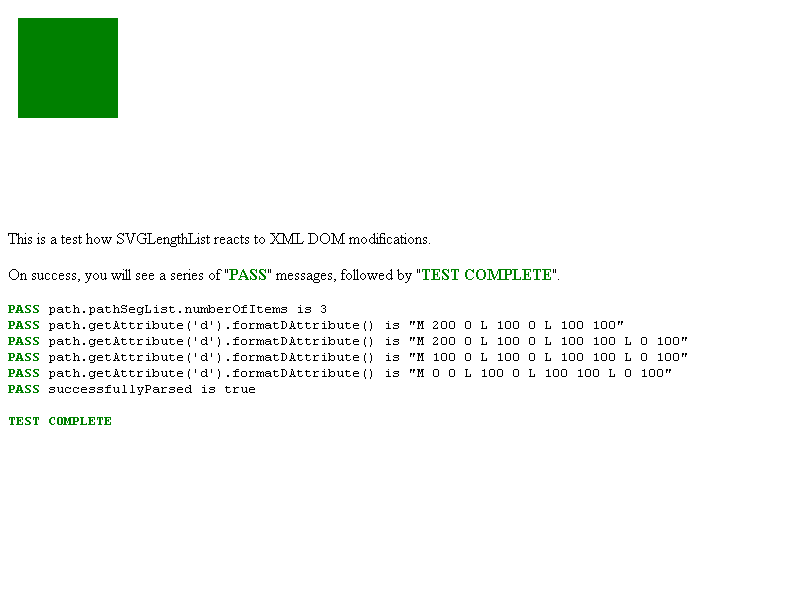 This is a test how SVGLengthList reacts to XML DOM modifications.
On success, you will see a series of "PASS" messages, followed by "TEST COMPLETE".
PASS path.pathSegList.numberOfItems is 3
PASS path.getAttribute('d').formatDAttribute() is "M 200 0 L 100 0 L 100 100"
PASS path.getAttribute('d').formatDAttribute() is "M 200 0 L 100 0 L 100 100 L 0 100"
PASS path.getAttribute('d').formatDAttribute() is "M 100 0 L 100 0 L 100 100 L 0 100"
PASS path.getAttribute('d').formatDAttribute() is "M 0 0 L 100 0 L 100 100 L 0 100"
PASS successfullyParsed is true
TEST COMPLETE